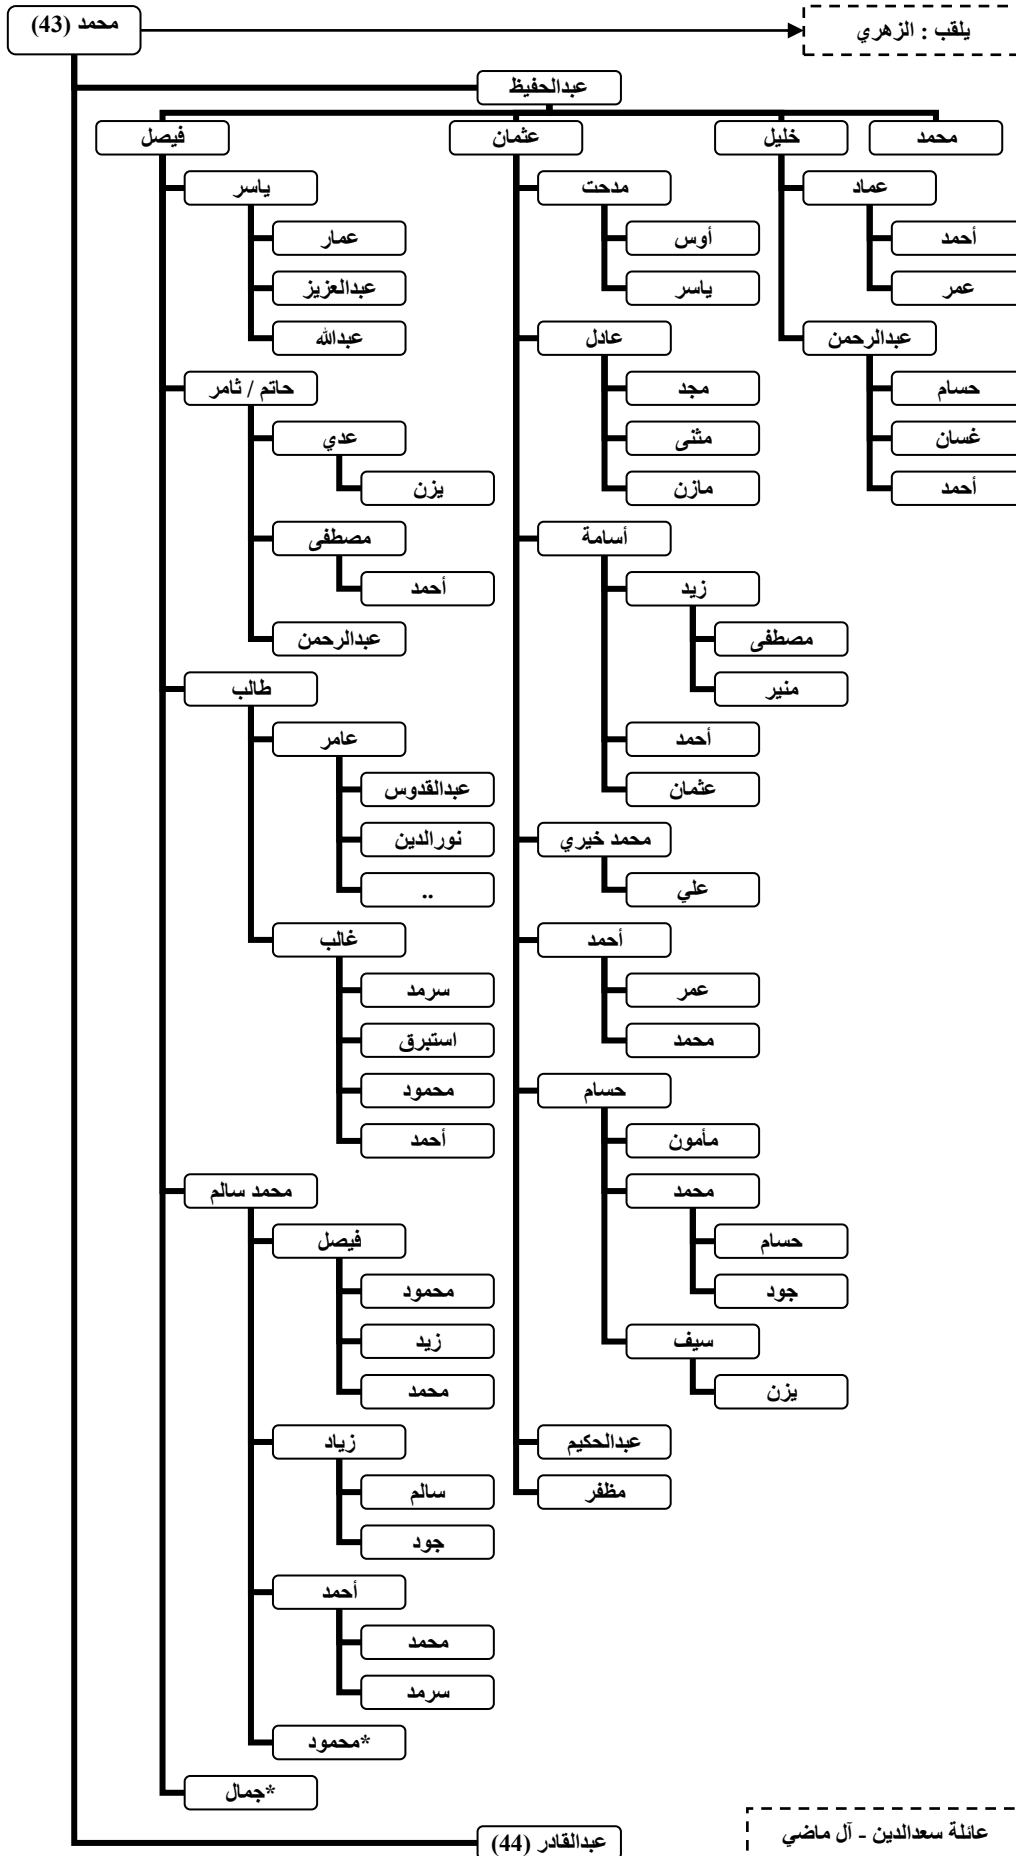 محمد (43)
يلقب : الزهري
عبدالحفيظ
محمد
خليل
عثمان
فيصل
عماد
أحمد
عمر
عبدالرحمن
حسام
غسان
أحمد
مدحت
أوس
ياسر
عادل
مجد
مثنى
مازن
أسامة
زيد
مصطفى
منير
أحمد
عثمان
محمد خيري
علي
أحمد
عمر
محمد
حسام
مأمون
محمد
حسام
جود
سيف
يزن
عبدالحكيم
مظفر
ياسر
عمار
عبدالعزيز
عبدالله
حاتم / ثامر
عدي
يزن
مصطفى
أحمد
عبدالرحمن
طالب
عامر
عبدالقدوس
نورالدين
..
غالب
سرمد
استبرق
محمود
أحمد
محمد سالم
فيصل
محمود
زيد
محمد
زياد
سالم
جود
أحمد
محمد
سرمد
*محمود
*جمال
عبدالقادر (44)
عائلة سعدالدين - آل ماضي